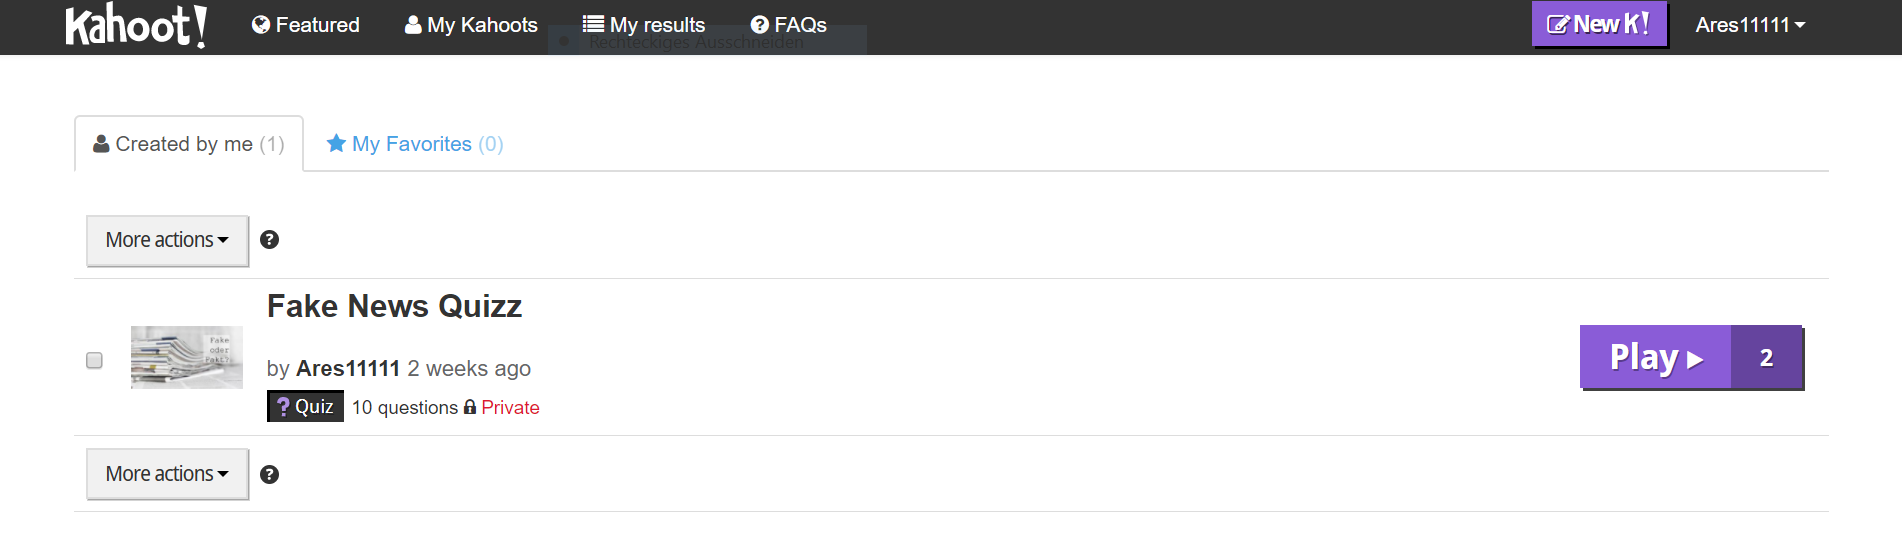 Kahoot! Featured My Kahoots My results FAQs New K! Ares11111
Rechteckiges Ausschneiden
Created by me (1) My Favorites (0)
More actions ?
Fake News Quizz
Fake
oder
Fakt?
by Ares11111 2 weeks ago
Play 2
? Quiz 10 questions Private
More actions ?